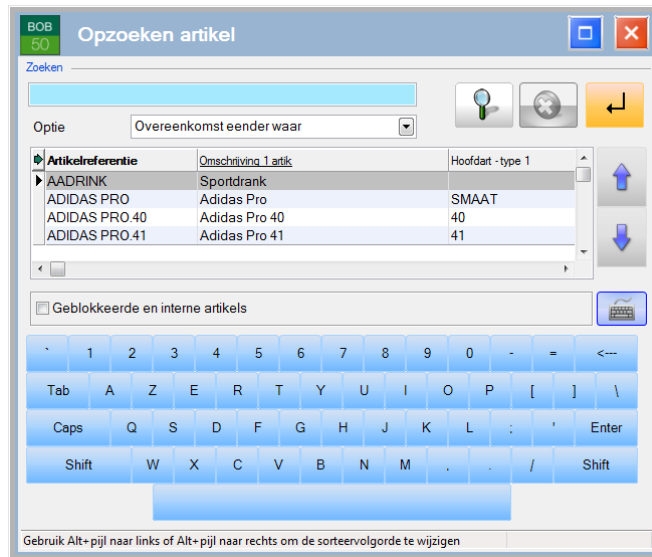 BOB
50
Opzoeken artikel
Zoeken
Optie Overeenkomst eender waar
Artikelreferentie Omschrijving 1 artik Hoofdart - type 1
AADRINK Sportdrank
ADIDAS PRO Adidas Pro SMAAT
ADIDAS PRO.40 Adidas Pro 40 40
ADIDAS PRO.41 Adidas Pro 41 41
Geblokkeerde en interne artikels
` 1 2 3 4 5 6 7 8 9 0 - = <---
Tab A Z E R T Y U I O P [ ] \
Caps Q S D F G H J K L ; ' Enter
Shift W X C V B N M , . / Shift
Gebruik Alt+pijl naar links of Alt+pijl naar rechts om de sorteervolgorde te wijzigen